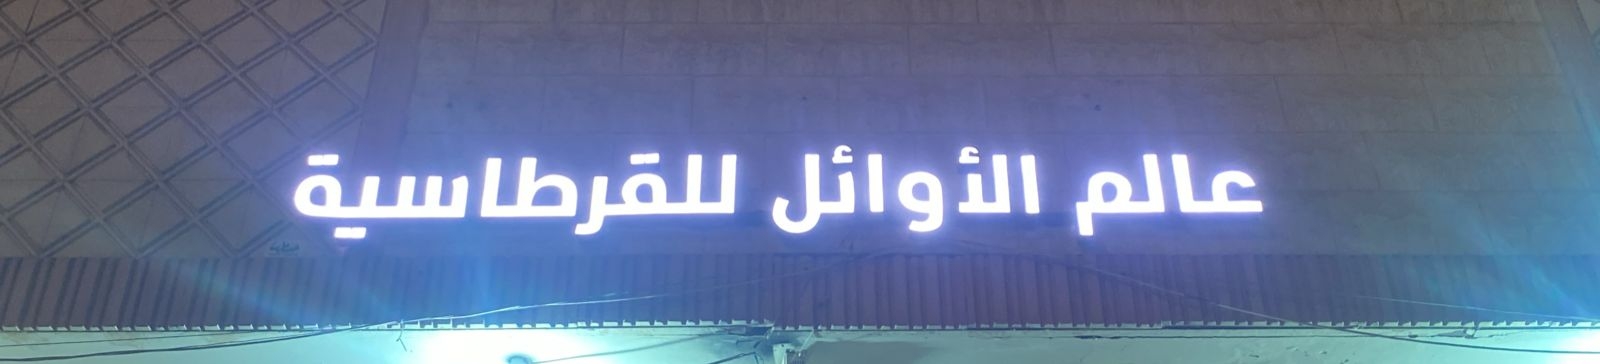 عالم الأوائل للقرطاسية